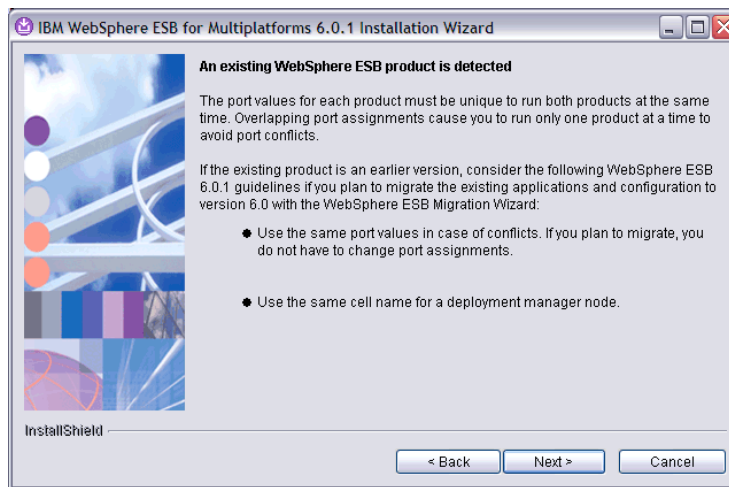 IBM WebSphere ESB for Multiplatforms 6.0.1 Installation Wizard
An existing WebSphere ESB product is detected
The port values for each product must be unique to run both products at the same
time. Overlapping port assignments cause you to run only one product at a time to
avoid port conflicts.
If the existing product is an earlier version, consider the following WebSphere ESB
6.0.1 guidelines if you plan to migrate the existing applications and configuration to
version 6.0 with the WebSphere ESB Migration Wizard:
● Use the same port values in case of conflicts. If you plan to migrate, you
do not have to change port assignments.
● Use the same cell name for a deployment manager node.
InstallShield
< Back Next > Cancel